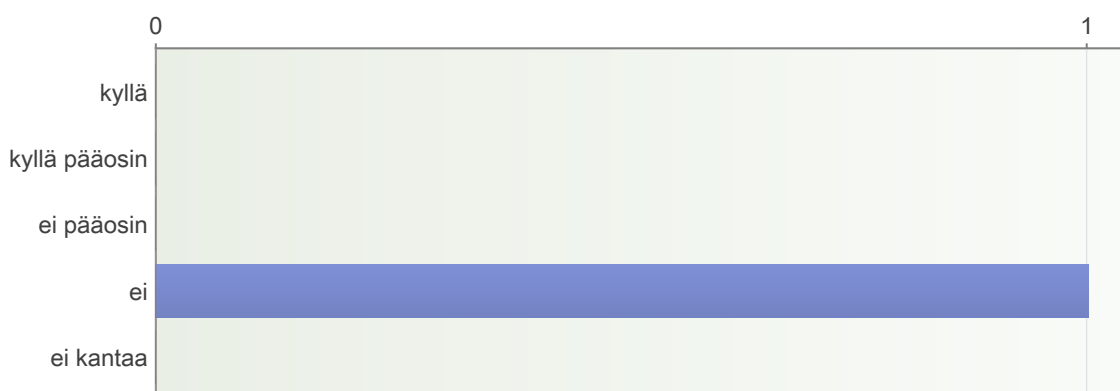 0 1
kyllä
kyllä pääosin
ei pääosin
ei
ei kantaa